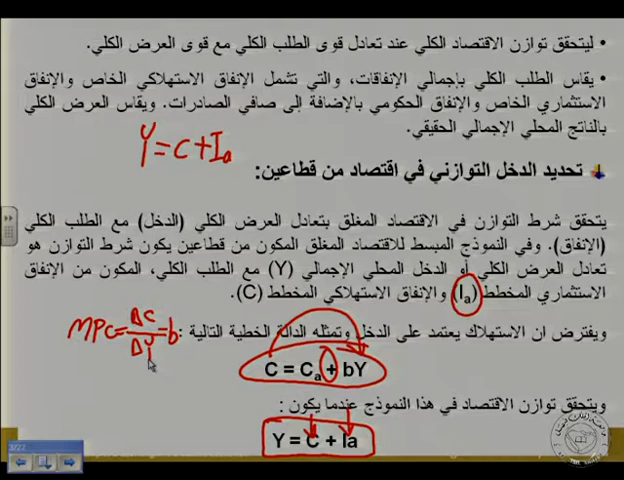 • ليتحقق توازن الاقتصاد الكلي عند تعادل قوى الطلب الكلي مع قوى العرض الكلي.
• يقاس الطلب الكلي بإجمالي الإنفاقات، والتي تشمل الإنفاق الاستهلاكي الخاص والإنفاق
الاستثماري الخاص والإنفاق الحكومي بالإضافة إلى صافي الصادرات. ويقاس العرض الكلي
بالناتج المحلي الإجمالي الحقيقي.
Y = C + Ia
تحديد الدخل التوازني في اقتصاد من قطاعين:
يتحقق شرط التوازن في الاقتصاد المغلق بتعادل العرض الكلي (الدخل) مع الطلب الكلي
(الإنفاق). وفي النموذج المبسط للاقتصاد المغلق المكون من قطاعين يكون شرط التوازن هو
تعادل العرض الكلي أو الدخل المحلي الإجمالي (Y) مع الطلب الكلي، المكون من الإنفاق
الاستثماري المخطط (Ia) والإنفاق الاستهلاكي المخطط (C).
ويفترض ان الاستهلاك يعتمد على الدخل وتمثله الدالة الخطية التالية :
MPC = ΔC/ΔY = b
C = Ca + bY
ويتحقق توازن الاقتصاد في هذا النموذج عندما يكون :
Y = C + Ia
3/22